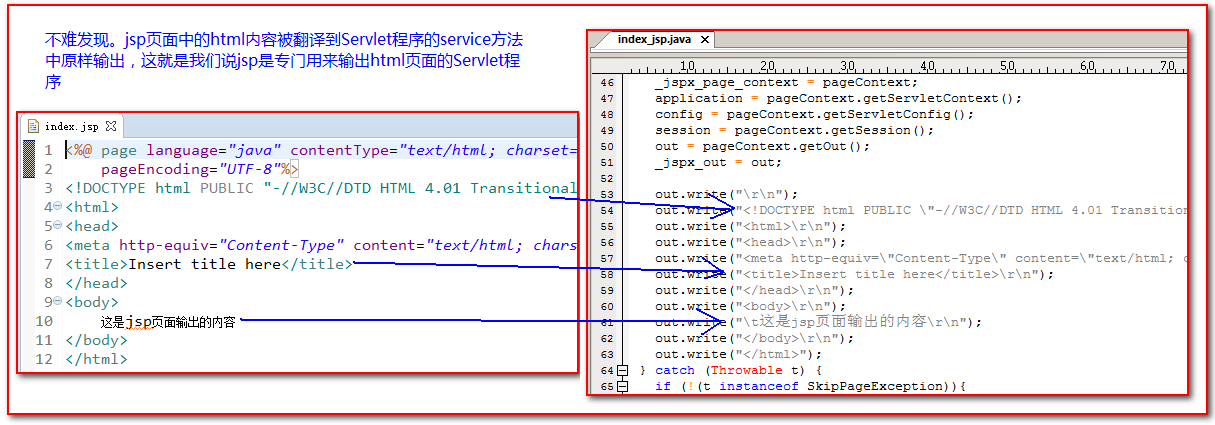 不难发现。jsp页面中的html内容被翻译到Servlet程序的service方法
中原样输出，这就是我们说jsp是专门用来输出html页面的Servlet程
序
index.jsp
1 <%@ page language="java" contentType="text/html; charset=
2 pageEncoding="UTF-8"%>
3 <!DOCTYPE html PUBLIC "-//W3C//DTD HTML 4.01 Transitional
4 <html>
5 <head>
6 <meta http-equiv="Content-Type" content="text/html; chars
7 <title>Insert title here</title>
8 </head>
9 <body>
10 这是jsp页面输出的内容
11 </body>
12 </html>
index_jsp.java
10 20 30 40 50 60 70
46 _jspx_page_context = pageContext;
47 application = pageContext.getServletContext();
48 config = pageContext.getServletConfig();
49 session = pageContext.getSession();
50 out = pageContext.getOut();
51 _jspx_out = out;
52
53 out.write("\r\n");
54 out.write("<!DOCTYPE html PUBLIC \"-//W3C//DTD HTML 4.01 Transition
55 out.write("<html>\r\n");
56 out.write("<head>\r\n");
57 out.write("<meta http-equiv=\"Content-Type\" content=\"text/html; c
58 out.write("<title>Insert title here</title>\r\n");
59 out.write("</head>\r\n");
60 out.write("<body>\r\n");
61 out.write("\t这是jsp页面输出的内容\r\n");
62 out.write("</body>\r\n");
63 out.write("</html>");
64 } catch (Throwable t) {
65 if (!(t instanceof SkipPageException)){